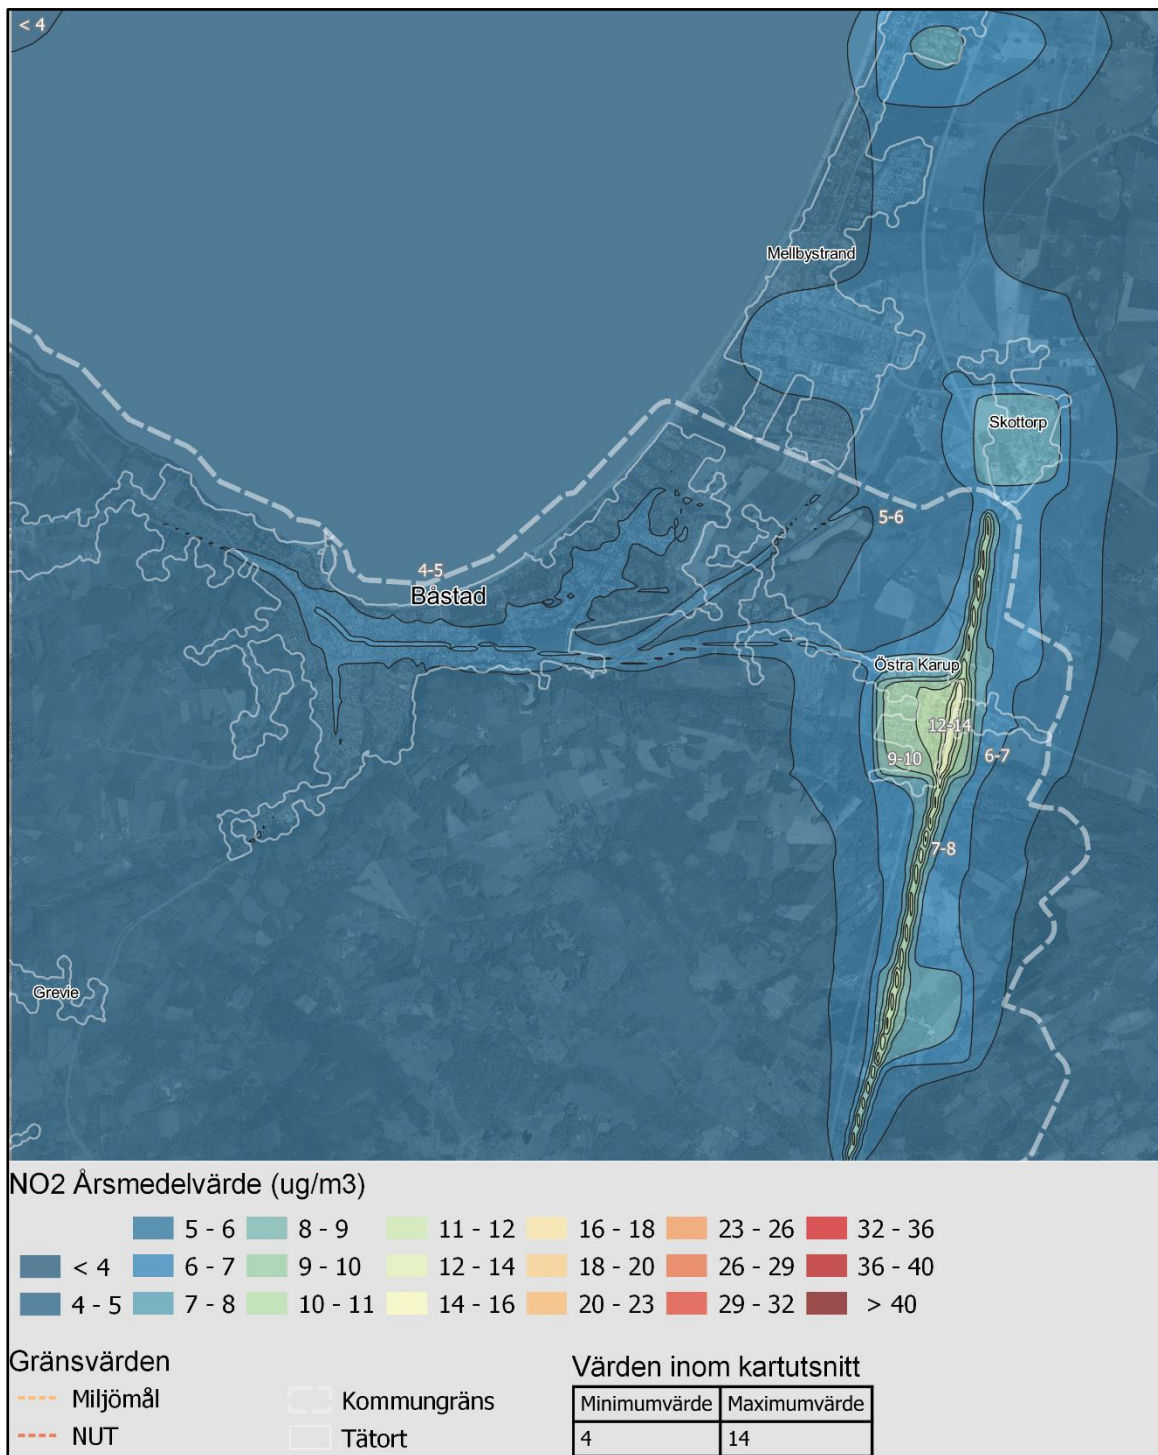 < 4
Mellbystrand
Skottorp
5-6
4-5
Båstad
Östra Karup
12-14
9-10
6-7
7-8
Grevie
NO2 Årsmedelvärde (ug/m3)
5 - 6 8 - 9 11 - 12 16 - 18 23 - 26 32 - 36
< 4 6 - 7 9 - 10 12 - 14 18 - 20 26 - 29 36 - 40
4 - 5 7 - 8 10 - 11 14 - 16 20 - 23 29 - 32 > 40
Gränsvärden
Miljömål
NUT
Kommungräns
Tätort
Värden inom kartutsnitt
Minimumvärde Maximumvärde
4 14